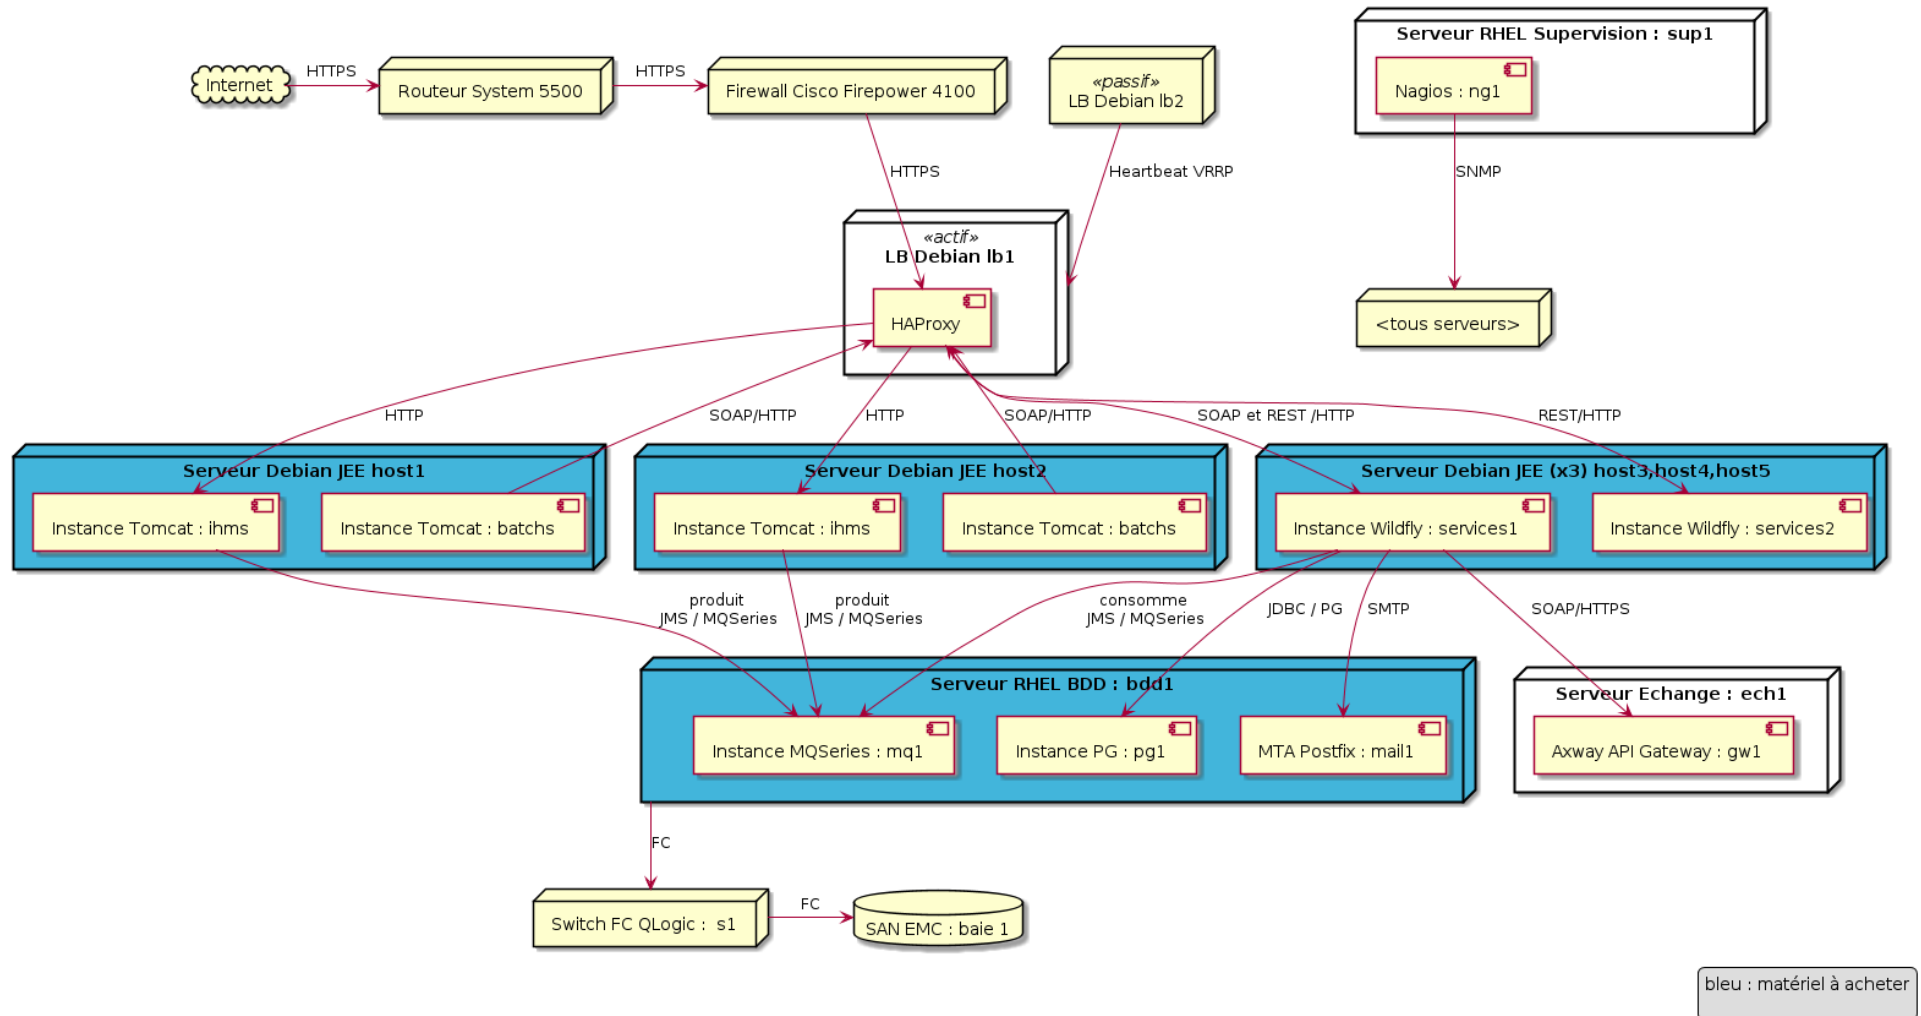 Serveur RHEL Supervision : sup1
Internet
HTTPS
Routeur System 5500
HTTPS
Firewall Cisco Firepower 4100
«passif»
LB Debian lb2
Nagios : ng1
HTTPS
Heartbeat VRRP
SNMP
«actif»
LB Debian lb1
HAProxy
<tous serveurs>
HTTP
SOAP/HTTP
HTTP
SOAP/HTTP
SOAP et REST /HTTP
REST/HTTP
Serveur Debian JEE host1
Instance Tomcat : ihms
Instance Tomcat : batchs
Serveur Debian JEE host2
Instance Tomcat : ihms
Instance Tomcat : batchs
Serveur Debian JEE (x3) host3,host4,host5
Instance Wildfly : services1
Instance Wildfly : services2
produit
JMS / MQSeries
produit
JMS / MQSeries
consomme
JMS / MQSeries
JDBC / PG
SMTP
SOAP/HTTPS
Serveur RHEL BDD : bdd1
Instance MQSeries : mq1
Instance PG : pg1
MTA Postfix : mail1
Serveur Echange : ech1
Axway API Gateway : gw1
FC
Switch FC QLogic :  s1
FC
SAN EMC : baie 1
bleu : matériel à acheter